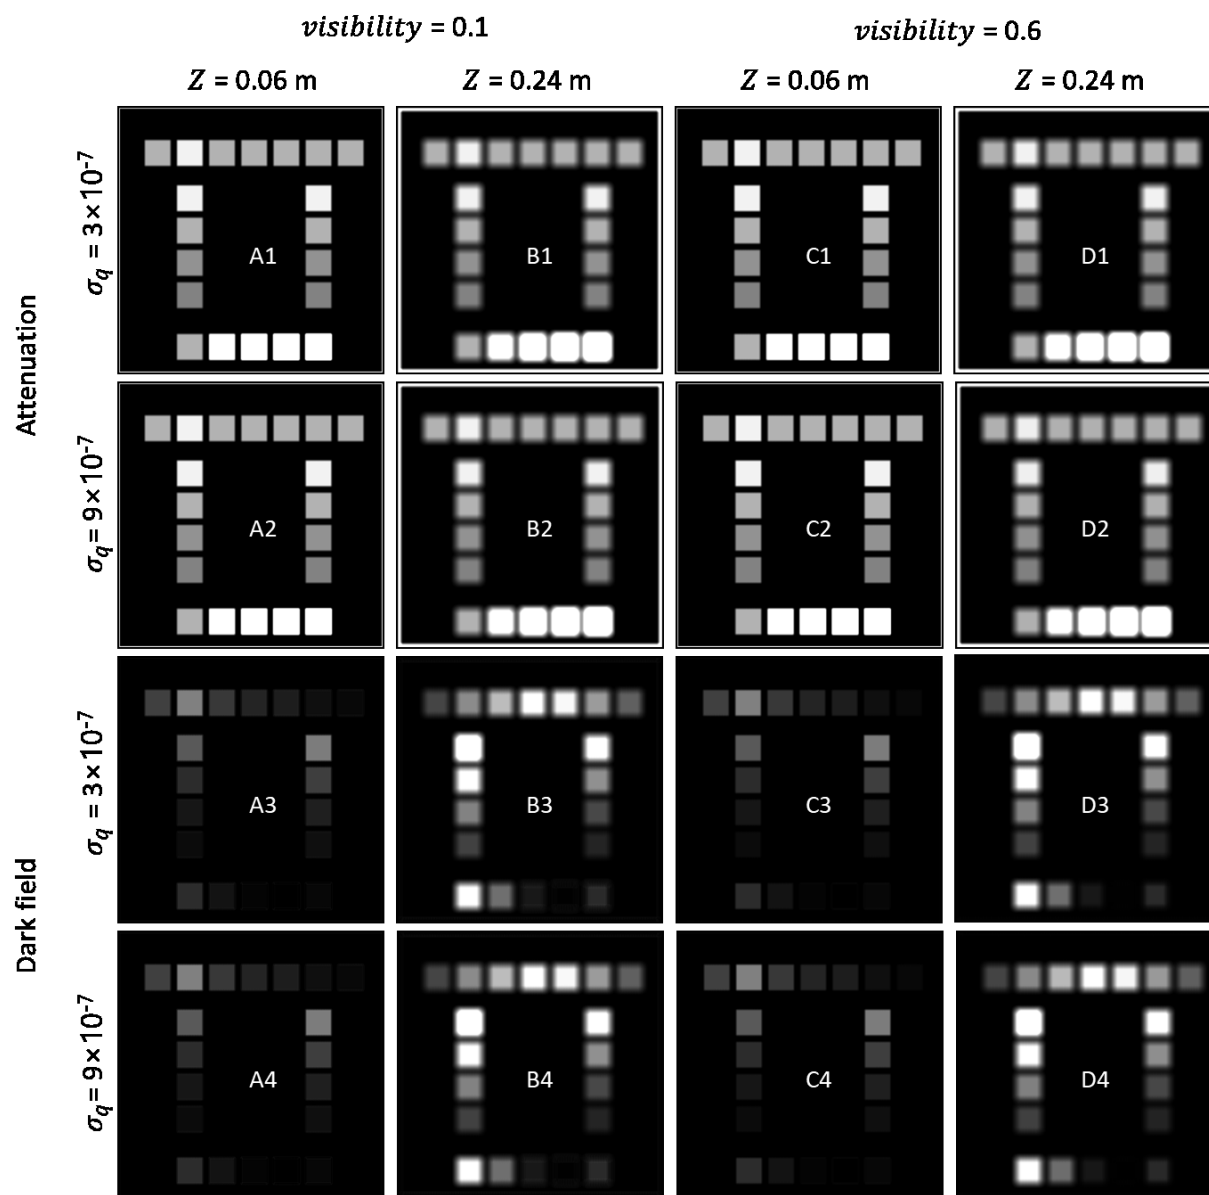 visibility = 0.1
visibility = 0.6
Z = 0.06 m
Z = 0.24 m
Z = 0.06 m
Z = 0.24 m
Attenuation
σq = 3×10⁻⁷
A1
B1
C1
D1
σq = 9×10⁻⁷
A2
B2
C2
D2
Dark field
σq = 3×10⁻⁷
A3
B3
C3
D3
σq = 9×10⁻⁷
A4
B4
C4
D4